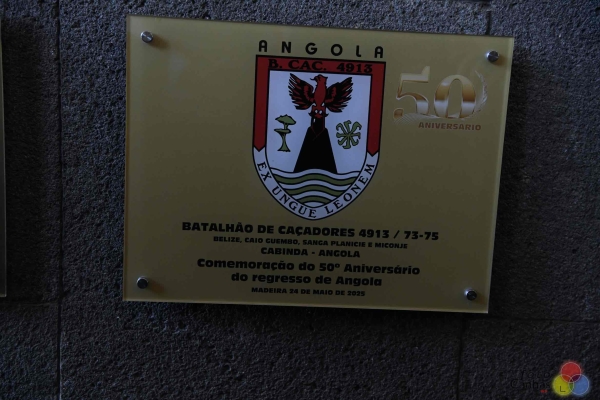 ANGOLA
B. CAC. 4913
50
ANIVERSÁRIO
EX UNGUE LEONEM
BATALHÃO DE CAÇADORES 4913 / 73-75
BELIZE, CAIO GUEMBO, SANGA PLANICIE E MICONJE
CABINDA - ANGOLA
Comemoração do 50º Aniversário
do regresso de Angola
MADEIRA 24 DE MAIO DE 2025